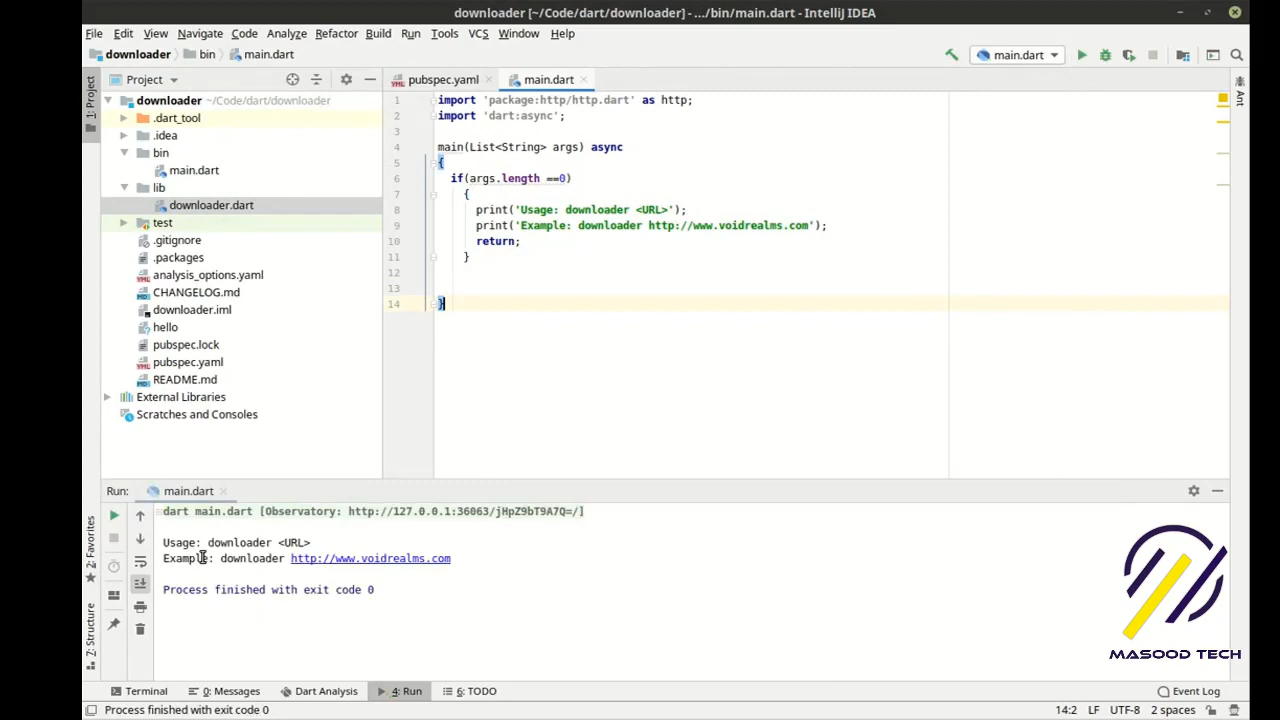 downloader [~/Code/dart/downloader] - .../bin/main.dart - IntelliJ IDEA
File Edit View Navigate Code Analyze Refactor Build Run Tools VCS Window Help
downloader bin main.dart
main.dart
1: Project
Project
pubspec.yaml
main.dart
Ant
downloader ~/Code/dart/downloader
.dart_tool
.idea
bin
main.dart
lib
downloader.dart
test
.gitignore
.packages
analysis_options.yaml
CHANGELOG.md
downloader.iml
hello
pubspec.lock
pubspec.yaml
README.md
External Libraries
Scratches and Consoles
1 import 'package:http/http.dart' as http;
2 import 'dart:async';
3
4 main(List<String> args) async
5 {
6 if(args.length ==0)
7 {
8 print('Usage: downloader <URL>');
9 print('Example: downloader http://www.voidrealms.com');
10 return;
11 }
12
13
14 }
Run: main.dart
dart main.dart [Observatory: http://127.0.0.1:36063/jHpZ9bT9A7Q=/]
Usage: downloader <URL>
Example: downloader http://www.voidrealms.com
Process finished with exit code 0
2: Favorites
7: Structure
MASOOD TECH
Terminal 0: Messages Dart Analysis 4: Run 6: TODO Event Log
Process finished with exit code 0 14:2 LF UTF-8 2 spaces